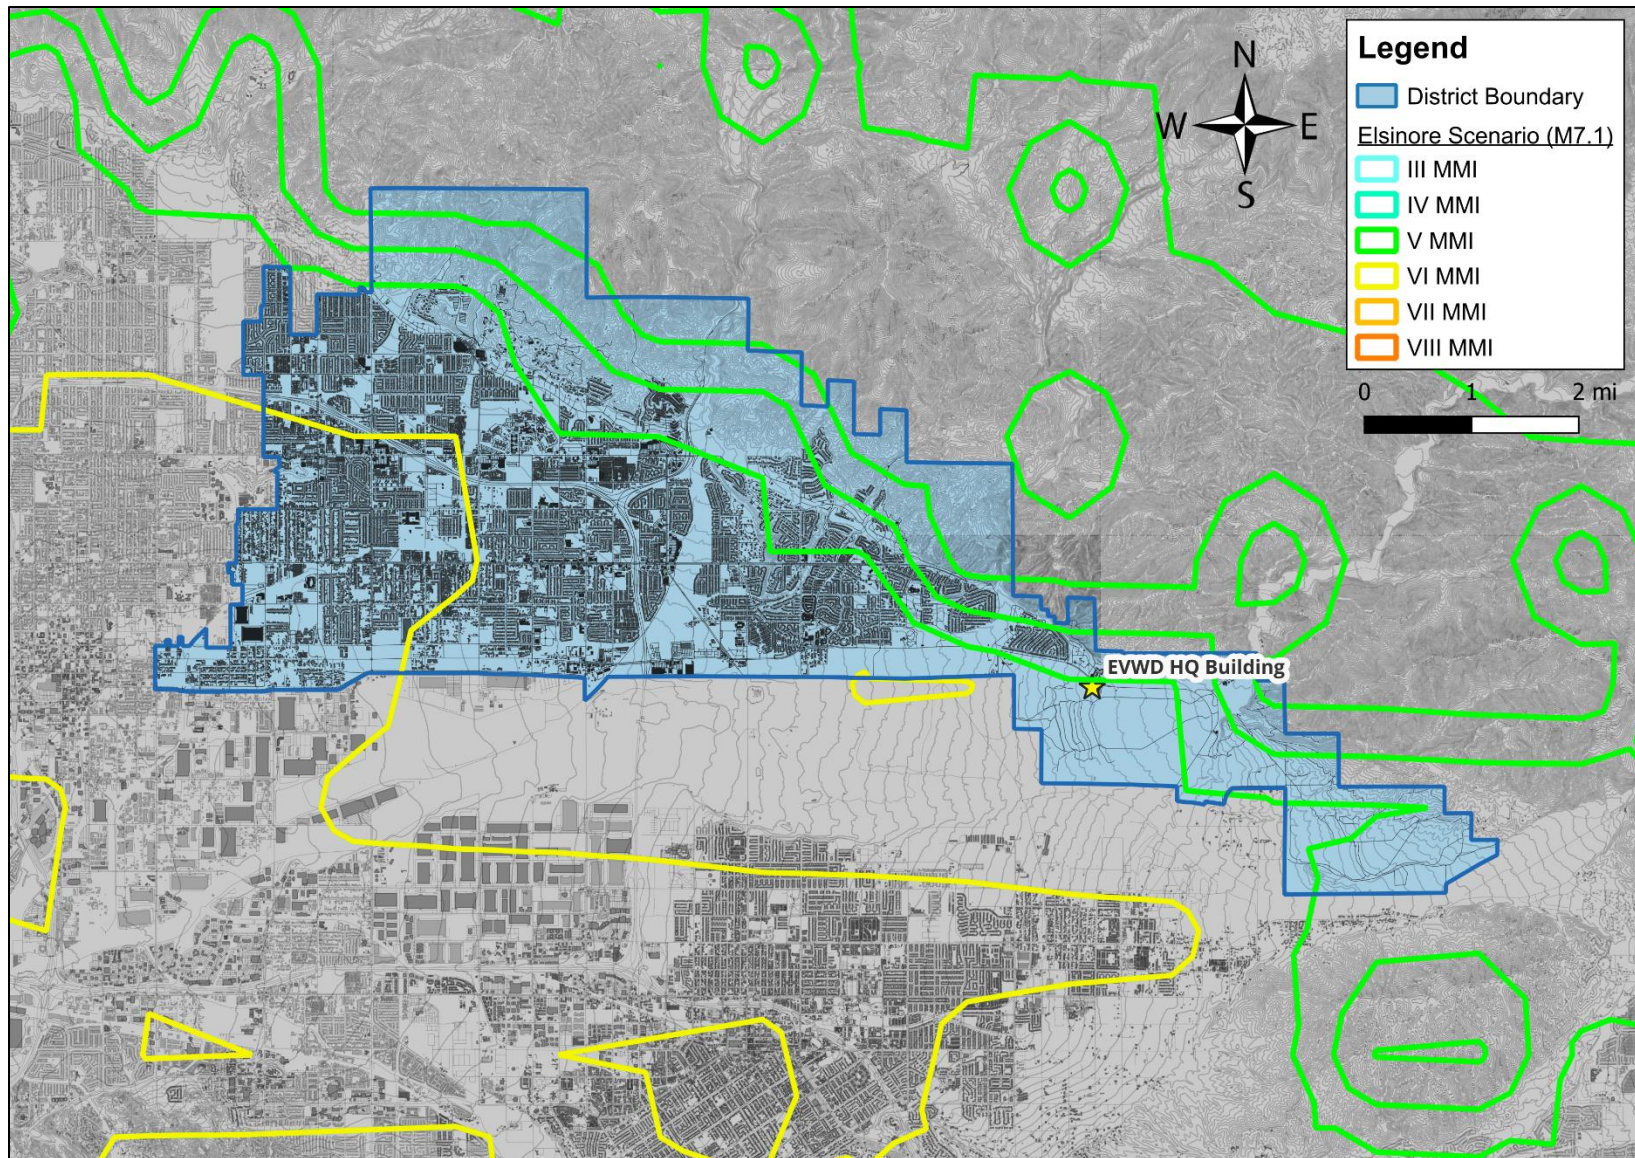 Legend
District Boundary
Elsinore Scenario (M7.1)
III MMI
IV MMI
V MMI
VI MMI
VII MMI
VIII MMI
0 1 2 mi
N
W E
S
EVWD HQ Building